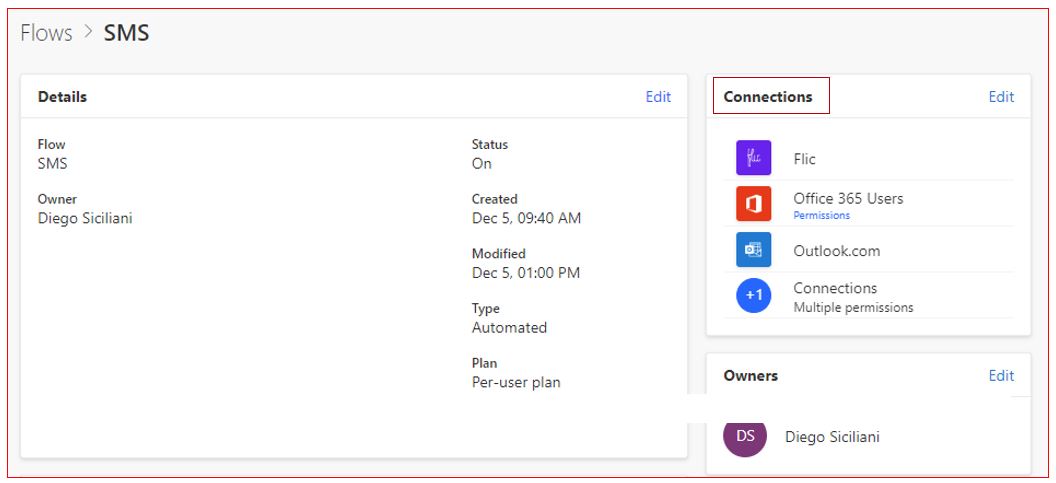 Flows > SMS
Details
Edit
Flow
SMS
Owner
Diego Siciliani
Status
On
Created
Dec 5, 09:40 AM
Modified
Dec 5, 01:00 PM
Type
Automated
Plan
Per-user plan
Connections
Edit
flic
Flic
Office 365 Users
Permissions
Outlook.com
+1
Connections
Multiple permissions
Owners
Edit
DS
Diego Siciliani